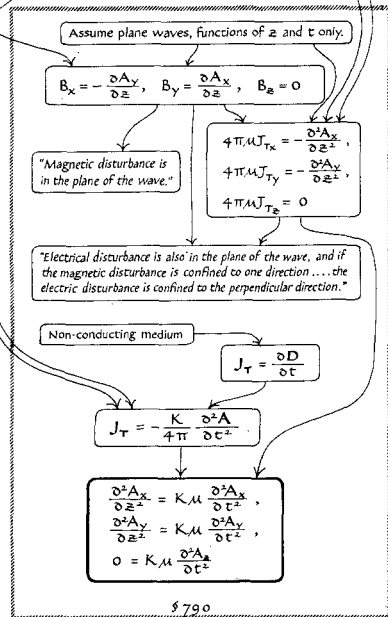 Assume plane waves, functions of z and t only.
Bx = - ∂Ay/∂z, By = ∂Ax/∂z, Bz = 0
4πμJTx = - ∂²Ax/∂z²,
4πμJTy = - ∂²Ay/∂z²,
4πμJTz = 0
"Magnetic disturbance is
in the plane of the wave."
"Electrical disturbance is also in the plane of the wave, and if
the magnetic disturbance is confined to one direction ....the
electric disturbance is confined to the perpendicular direction."
Non-conducting medium
JT = ∂D/∂t
JT = - K/4π ∂²A/∂t²
∂²Ax/∂z² = Kμ ∂²Ax/∂t²,
∂²Ay/∂z² = Kμ ∂²Ay/∂t²,
0 = Kμ ∂²Az/∂t²
§790